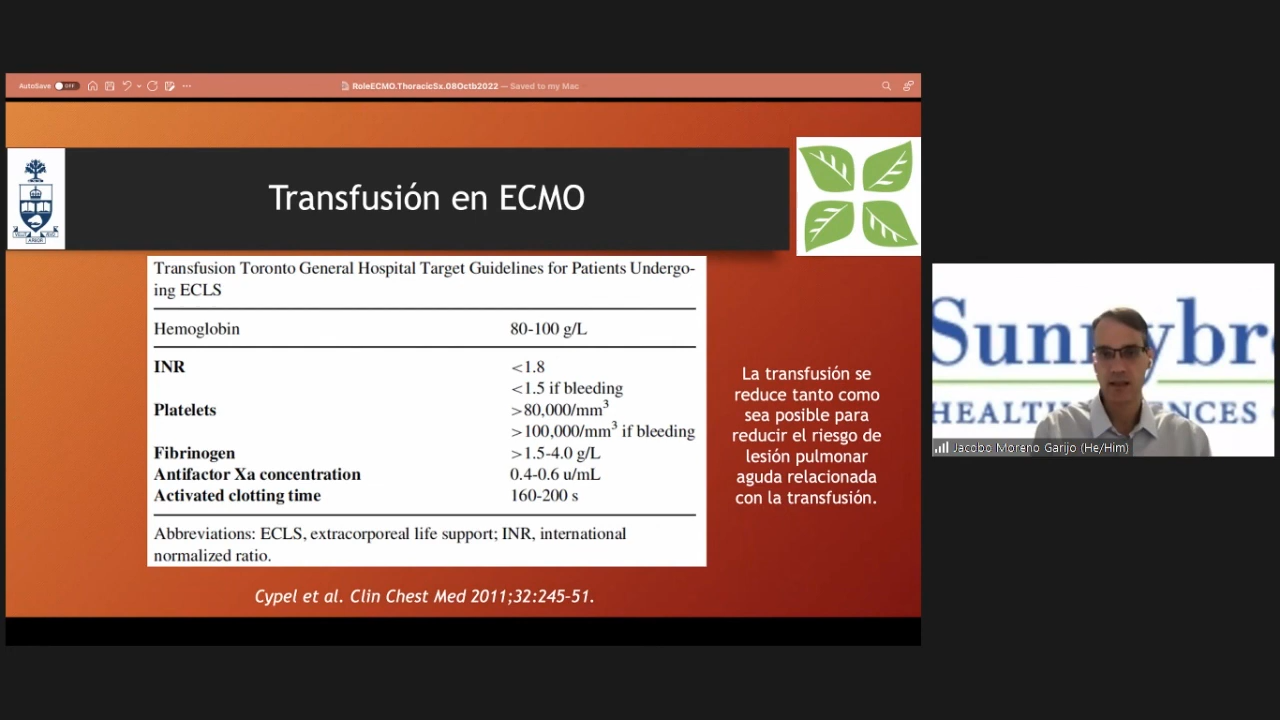 AutoSave
OFF
RoleECMO.ThoracicSx.08Octb2022 — Saved to my Mac
Transfusión en ECMO
Transfusion Toronto General Hospital Target Guidelines for Patients Undergo-
ing ECLS
Hemoglobin 80-100 g/L
INR <1.8
<1.5 if bleeding
Platelets >80,000/mm³
>100,000/mm³ if bleeding
Fibrinogen >1.5-4.0 g/L
Antifactor Xa concentration 0.4-0.6 u/mL
Activated clotting time 160-200 s
Abbreviations: ECLS, extracorporeal life support; INR, international
normalized ratio.
Cypel et al. Clin Chest Med 2011;32:245-51.
La transfusión se
reduce tanto como
sea posible para
reducir el riesgo de
lesión pulmonar
aguda relacionada
con la transfusión.
Jacobo Moreno Garijo (He/Him)